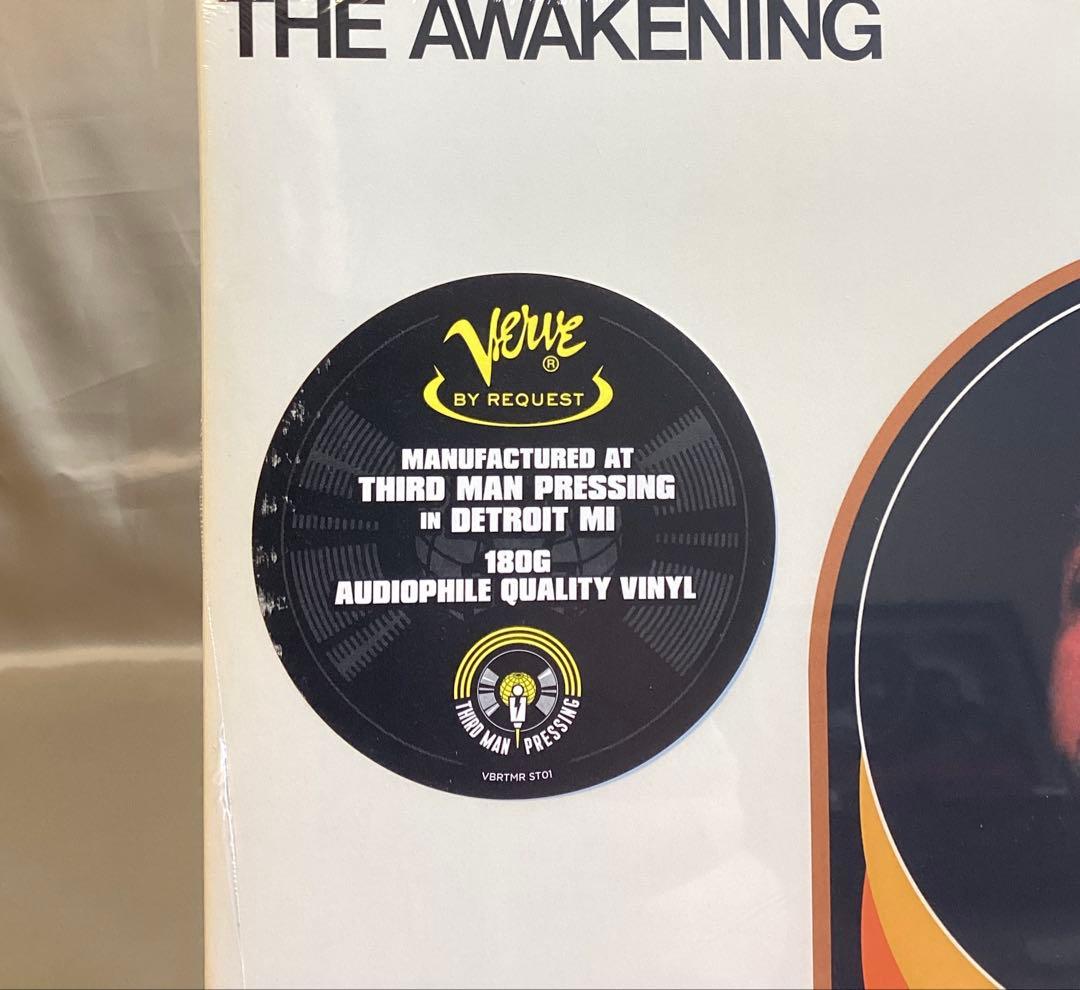 THE AWAKENING
Verve®
BY REQUEST
MANUFACTURED AT
THIRD MAN PRESSING
IN DETROIT MI
180G
AUDIOPHILE QUALITY VINYL
THIRD MAN PRESSING
VBRTMR ST01